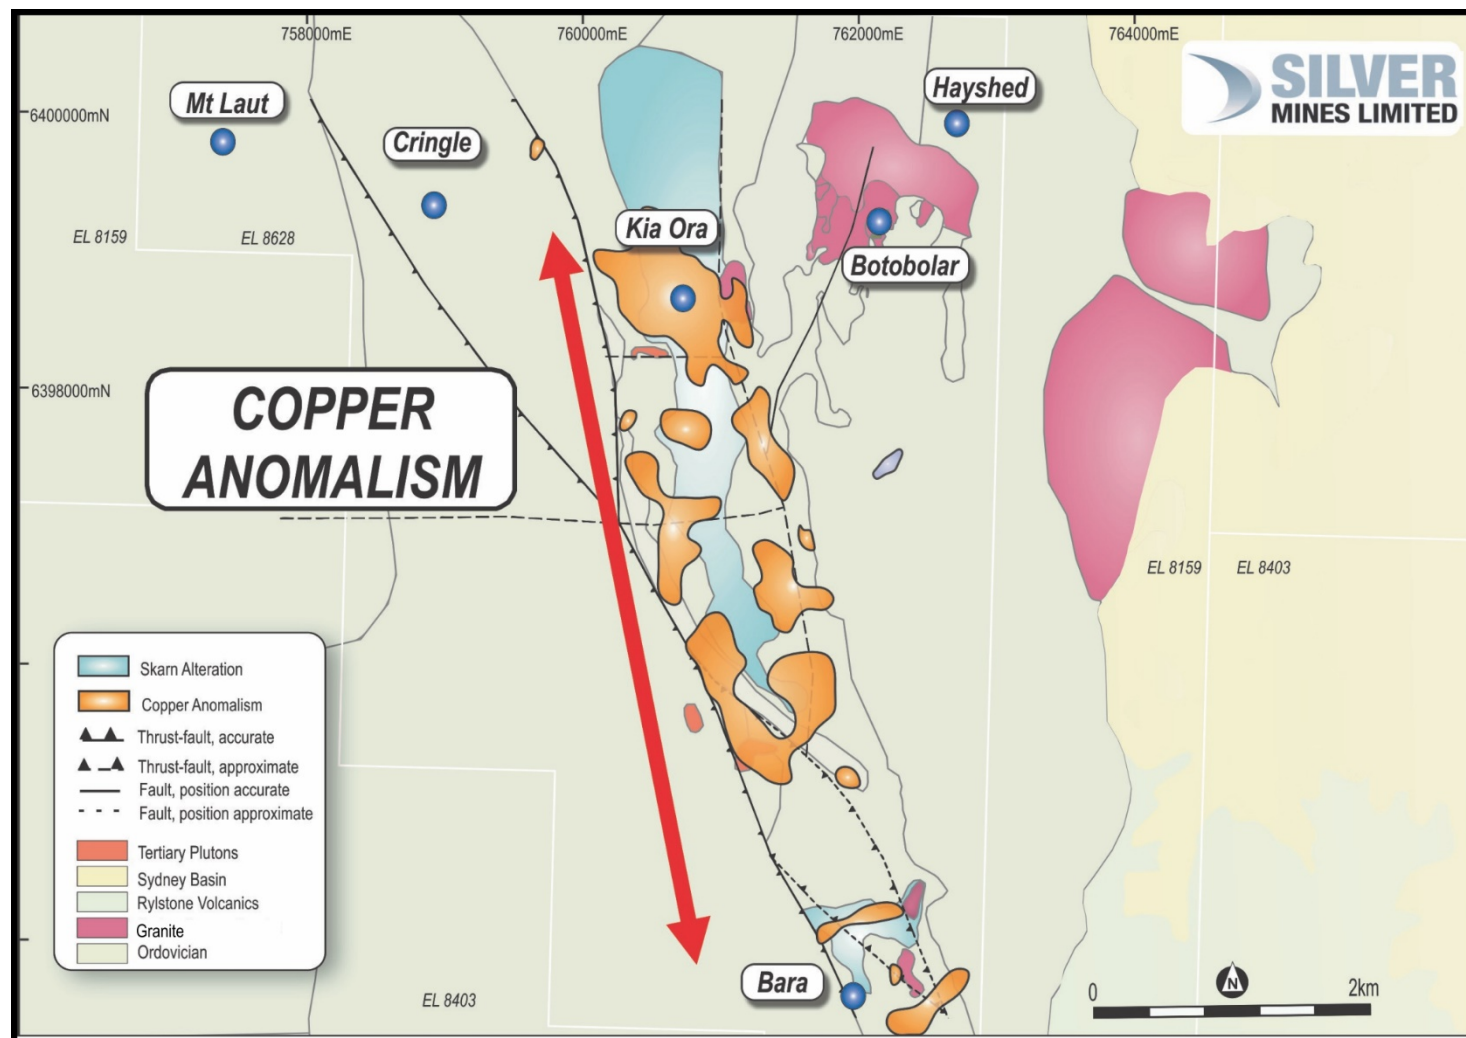 758000mE
760000mE
762000mE
764000mE
SILVER
MINES LIMITED
6400000mN
Mt Laut
Cringle
Hayshed
Kia Ora
Botobolar
EL 8159
EL 8628
6398000mN
COPPER
ANOMALISM
EL 8159
EL 8403
Skarn Alteration
Copper Anomalism
Thrust-fault, accurate
Thrust-fault, approximate
Fault, position accurate
Fault, position approximate
Tertiary Plutons
Sydney Basin
Rylstone Volcanics
Granite
Ordovician
Bara
EL 8403
N
0
2km